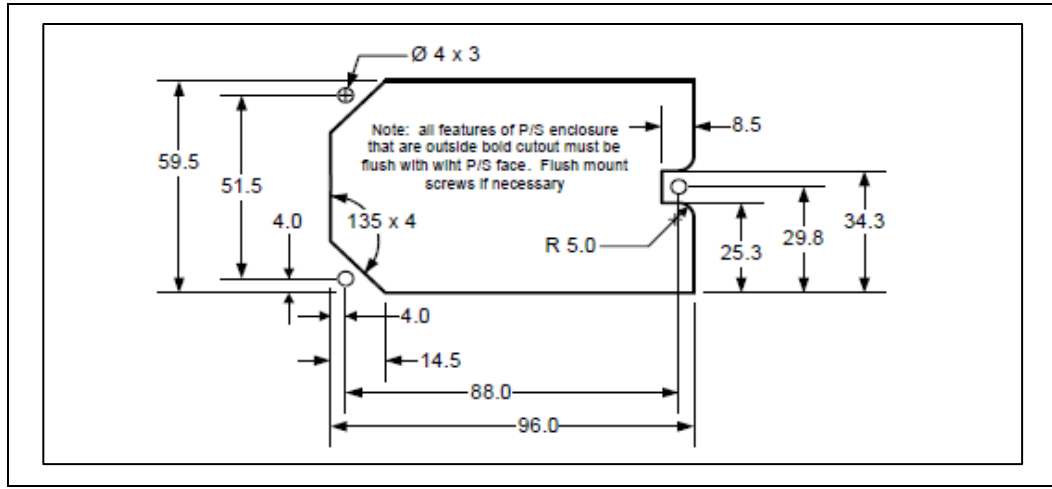 Ø 4 x 3
Note: all features of P/S enclosure
that are outside bold cutout must be
flush with wiht P/S face. Flush mount
screws if necessary
8.5
59.5
51.5
4.0
135 x 4
R 5.0
25.3
29.8
34.3
4.0
14.5
88.0
96.0